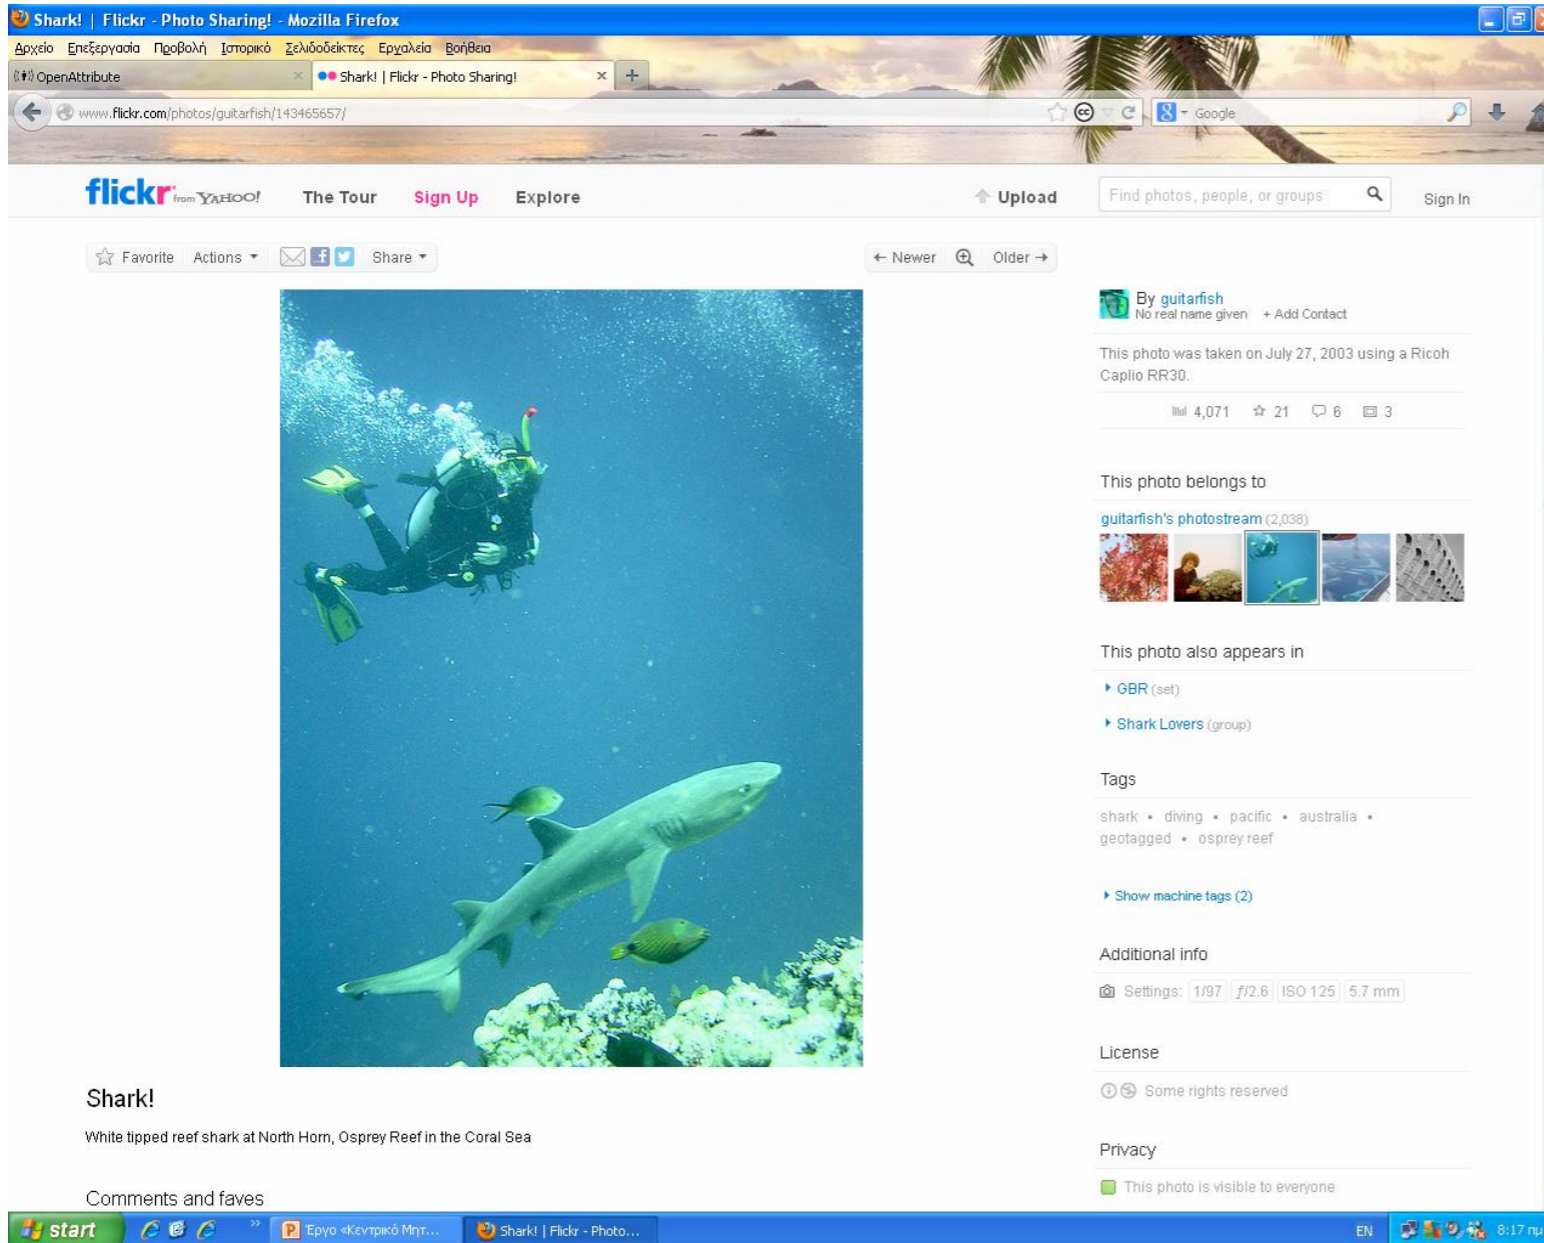 Shark! | Flickr - Photo Sharing! - Mozilla Firefox
Αρχείο Επεξεργασία Προβολή Ιστορικό Σελιδοδείκτες Εργαλεία Βοήθεια
OpenAttribute
Shark! | Flickr - Photo Sharing!
www.flickr.com/photos/guitarfish/143465657/
cc
8 Google
flickr from YAHOO! The Tour Sign Up Explore Upload Find photos, people, or groups Sign In
Favorite Actions Share ← Newer Older →
By guitarfish
No real name given + Add Contact
This photo was taken on July 27, 2003 using a Ricoh
Caplio RR30.
4,071 21 6 3
This photo belongs to
guitarfish's photostream (2,038)
This photo also appears in
GBR (set)
Shark Lovers (group)
Tags
shark • diving • pacific • australia •
geotagged • osprey reef
Show machine tags (2)
Additional info
Settings: 1/97 ƒ/2.6 ISO 125 5.7 mm
License
Some rights reserved
Privacy
This photo is visible to everyone
Shark!
White tipped reef shark at North Horn, Osprey Reef in the Coral Sea
Comments and faves
start » Έργο «Κεντρικό Μητ... Shark! | Flickr - Photo... EN 8:17 πμ